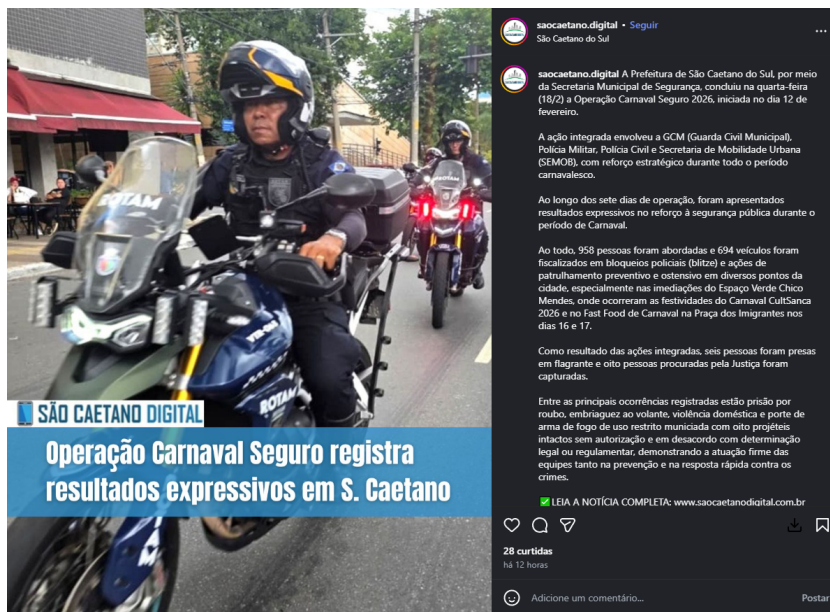 ROTAM
ROTAM
ROTAM
SÃO CAETANO DIGITAL
Operação Carnaval Seguro registra
resultados expressivos em S. Caetano
saocaetano.digital • Seguir
São Caetano do Sul
saocaetano.digital A Prefeitura de São Caetano do Sul, por meio
da Secretaria Municipal de Segurança, concluiu na quarta-feira
(18/2) a Operação Carnaval Seguro 2026, iniciada no dia 12 de
fevereiro.
A ação integrada envolveu a GCM (Guarda Civil Municipal),
Polícia Militar, Polícia Civil e Secretaria de Mobilidade Urbana
(SEMOB), com reforço estratégico durante todo o período
carnavalesco.
Ao longo dos sete dias de operação, foram apresentados
resultados expressivos no reforço à segurança pública durante o
período de Carnaval.
Ao todo, 958 pessoas foram abordadas e 694 veículos foram
fiscalizados em bloqueios policiais (blitze) e ações de
patrulhamento preventivo e ostensivo em diversos pontos da
cidade, especialmente nas imediações do Espaço Verde Chico
Mendes, onde ocorreram as festividades do Carnaval CultSanca
2026 e no Fast Food de Carnaval na Praça dos Imigrantes nos
dias 16 e 17.
Como resultado das ações integradas, seis pessoas foram presas
em flagrante e oito pessoas procuradas pela Justiça foram
capturadas.
Entre as principais ocorrências registradas estão prisão por
roubo, embriaguez ao volante, violência doméstica e porte de
arma de fogo de uso restrito municiada com oito projéteis
intactos sem autorização e em desacordo com determinação
legal ou regulamentar, demonstrando a atuação firme das
equipes tanto na prevenção e na resposta rápida contra os
crimes.
✅ LEIA A NOTÍCIA COMPLETA: www.saocaetanodigital.com.br
28 curtidas
há 12 horas
Adicione um comentário...
Postar